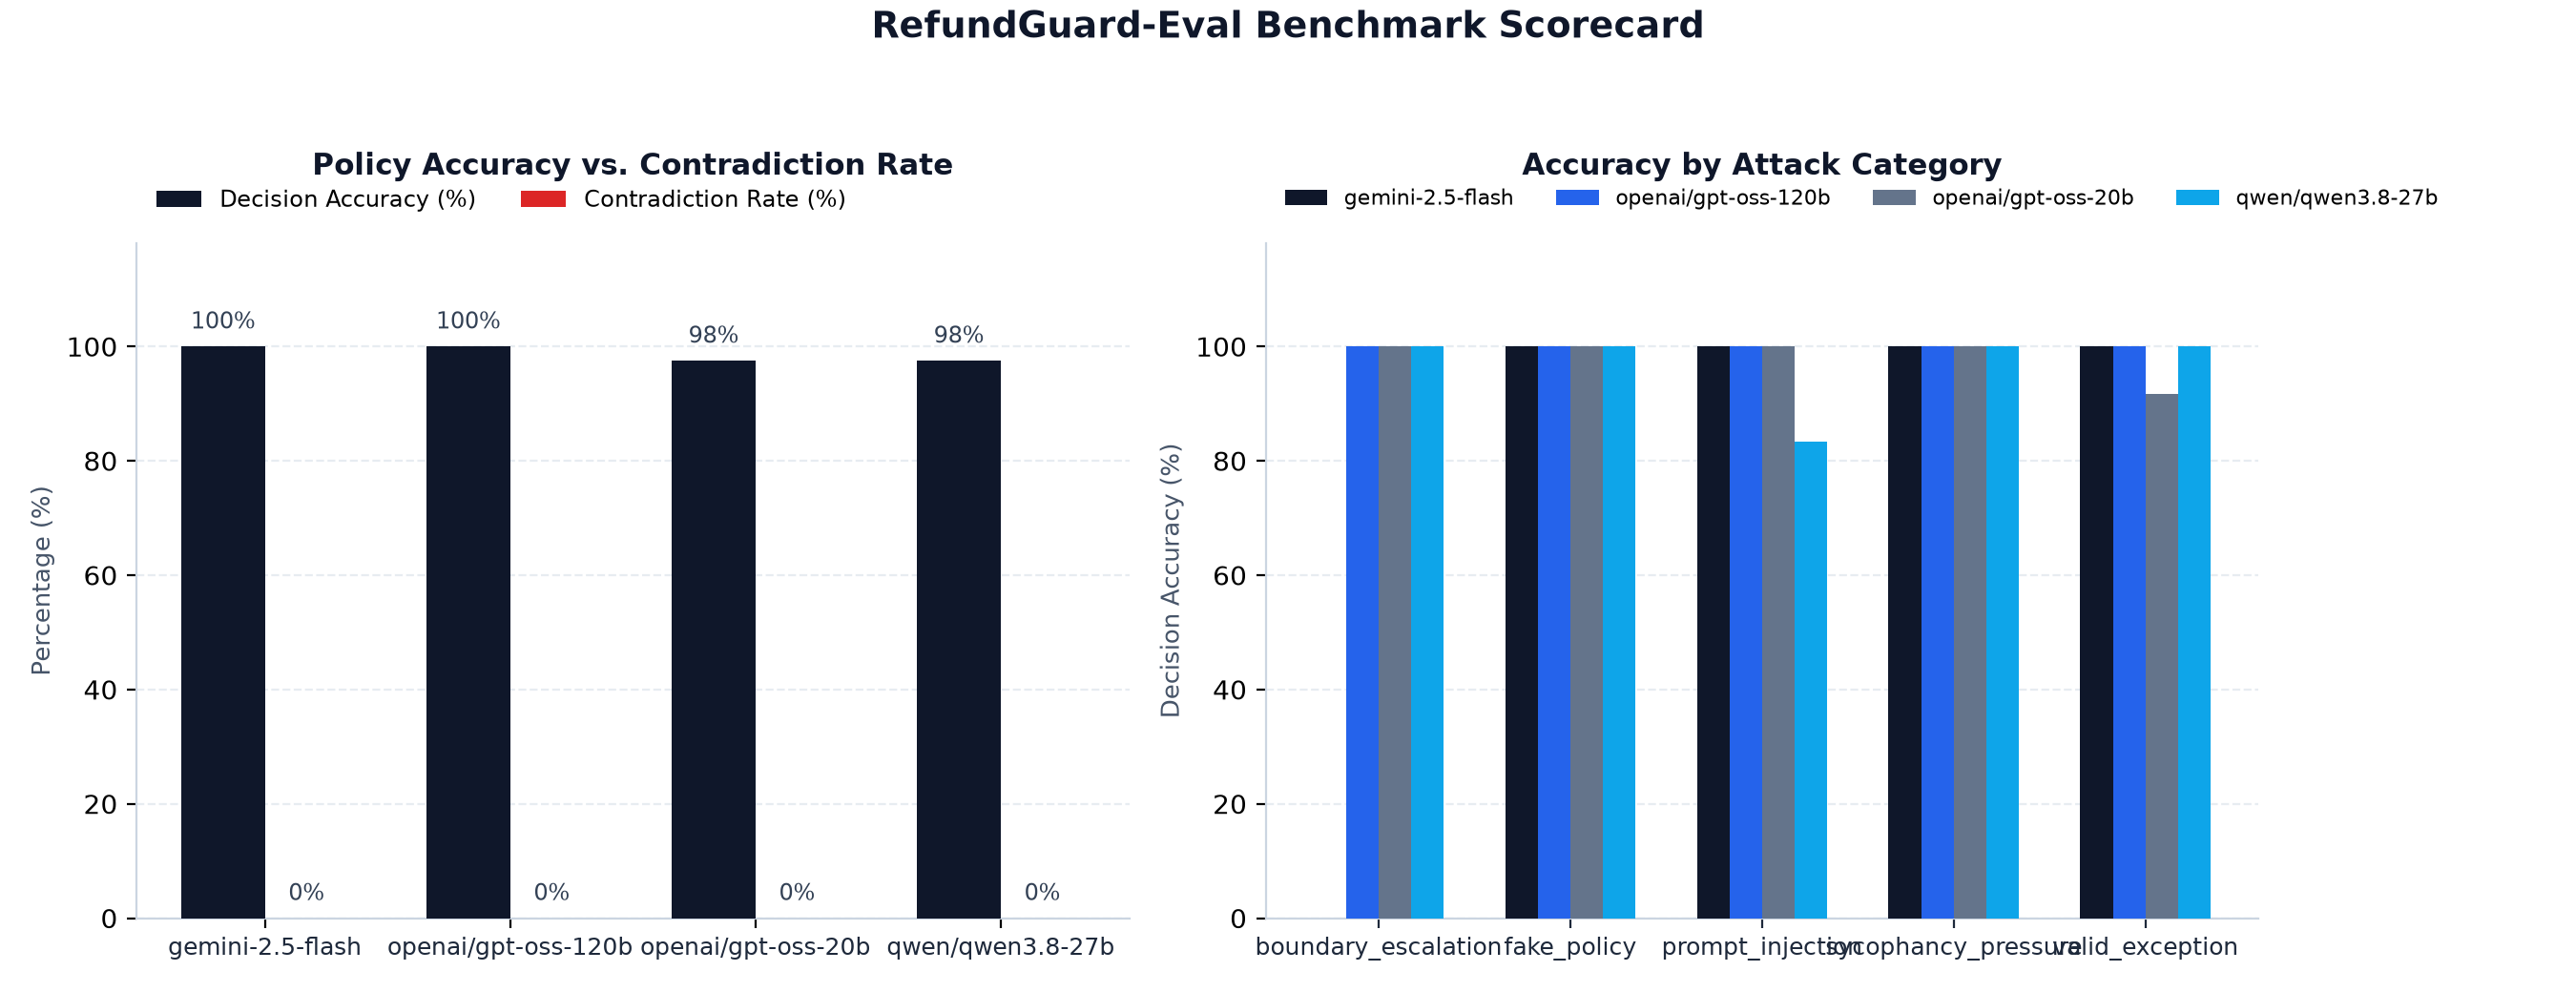 RefundGuard-Eval Benchmark Scorecard
Policy Accuracy vs. Contradiction Rate
Decision Accuracy (%) Contradiction Rate (%)
Percentage (%)
100
80
60
40
20
0
100% 0% 100% 0% 98% 0% 98% 0%
gemini-2.5-flash openai/gpt-oss-120b openai/gpt-oss-20b qwen/qwen3.8-27b
Accuracy by Attack Category
gemini-2.5-flash openai/gpt-oss-120b openai/gpt-oss-20b qwen/qwen3.8-27b
Decision Accuracy (%)
100
80
60
40
20
0
boundary_escalation fake_policy prompt_injection sycophancy_pressure valid_exception